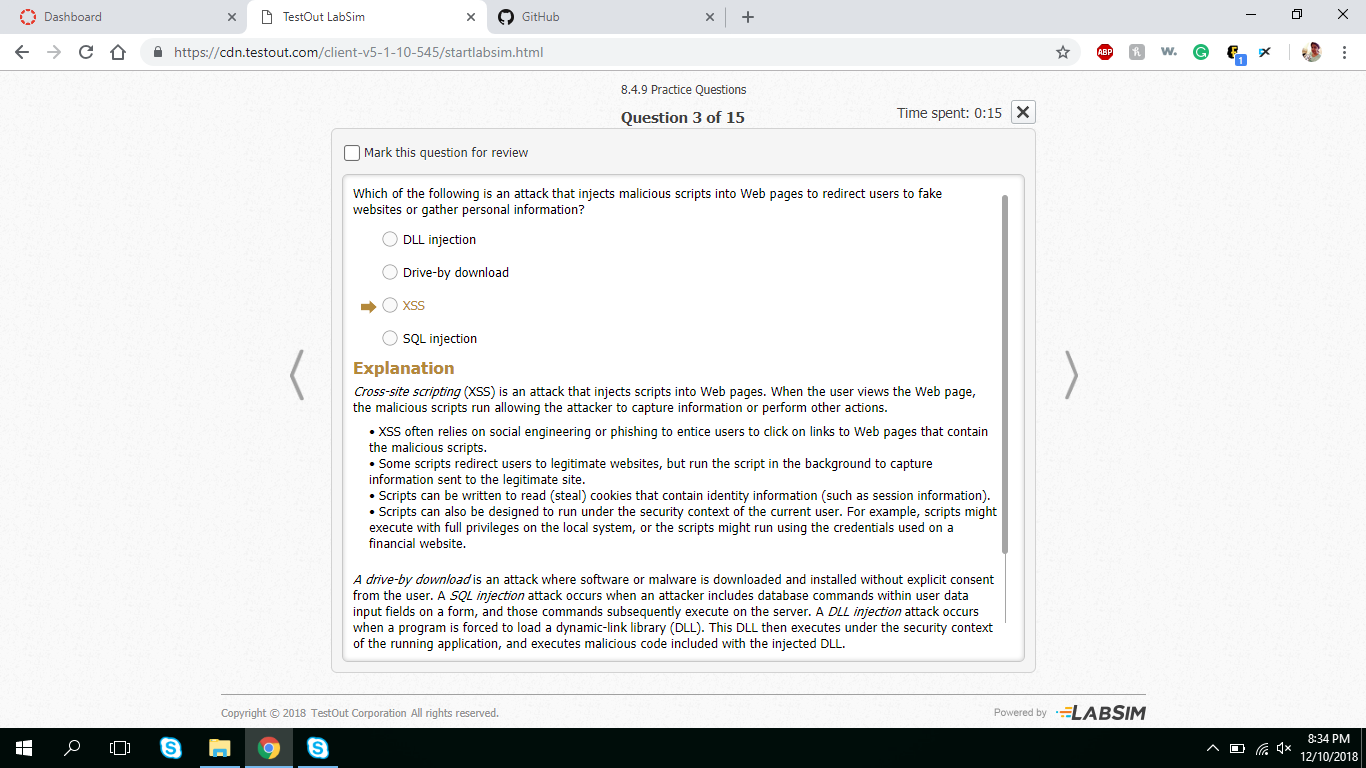 Dashboard
TestOut LabSim
GitHub
https://cdn.testout.com/client-v5-1-10-545/startlabsim.html
ABP
w.
1
8.4.9 Practice Questions
Question 3 of 15
Time spent: 0:15
Mark this question for review
Which of the following is an attack that injects malicious scripts into Web pages to redirect users to fake
websites or gather personal information?
DLL injection
Drive-by download
XSS
SQL injection
Explanation
Cross-site scripting (XSS) is an attack that injects scripts into Web pages. When the user views the Web page,
the malicious scripts run allowing the attacker to capture information or perform other actions.
• XSS often relies on social engineering or phishing to entice users to click on links to Web pages that contain
the malicious scripts.
• Some scripts redirect users to legitimate websites, but run the script in the background to capture
information sent to the legitimate site.
• Scripts can be written to read (steal) cookies that contain identity information (such as session information).
• Scripts can also be designed to run under the security context of the current user. For example, scripts might
execute with full privileges on the local system, or the scripts might run using the credentials used on a
financial website.
A drive-by download is an attack where software or malware is downloaded and installed without explicit consent
from the user. A SQL injection attack occurs when an attacker includes database commands within user data
input fields on a form, and those commands subsequently execute on the server. A DLL injection attack occurs
when a program is forced to load a dynamic-link library (DLL). This DLL then executes under the security context
of the running application, and executes malicious code included with the injected DLL.
Copyright © 2018 TestOut Corporation All rights reserved.
Powered by LABSIM
8:34 PM
12/10/2018